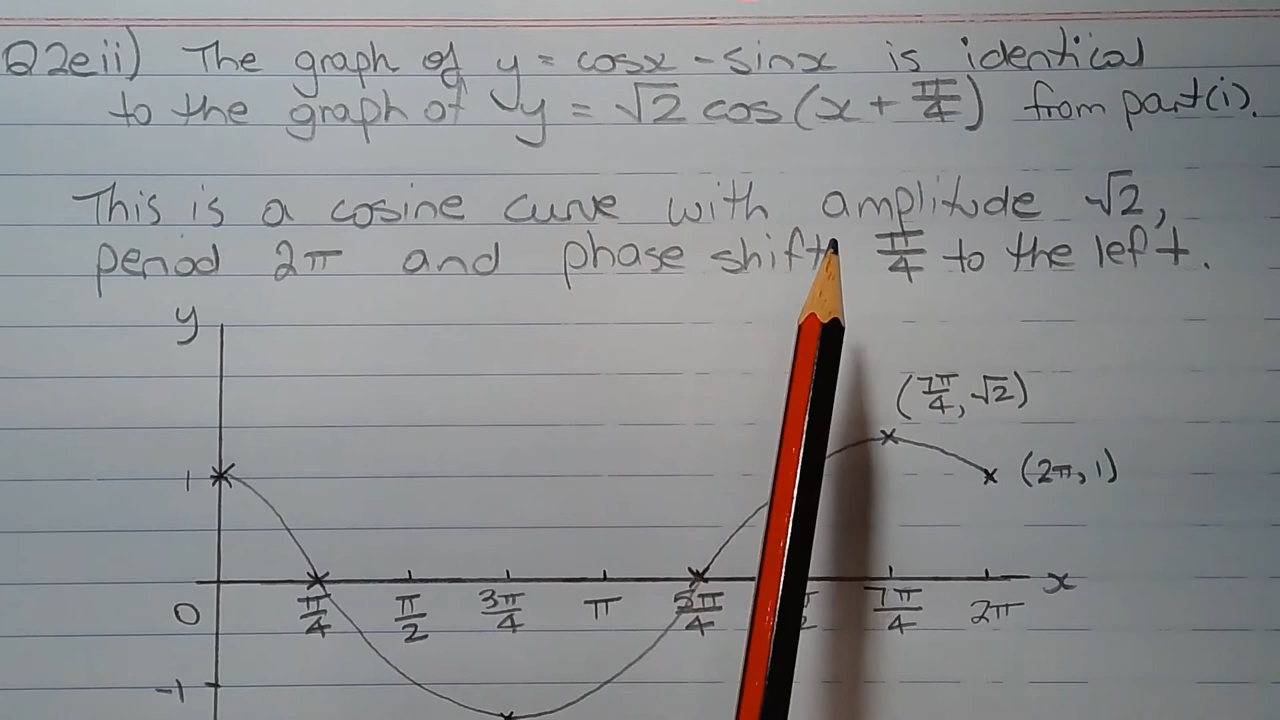 Q2eii) The graph of y = cosx - sinx is identical
to the graph of y = √2 cos(x + π/4) from part(i).
This is a cosine curve with amplitude √2,
period 2π and phase shift π/4 to the left.
y
(7π/4, √2)
1
(2π, 1)
0 π/4 π/2 3π/4 π 5π/4 7π/4 2π x
-1